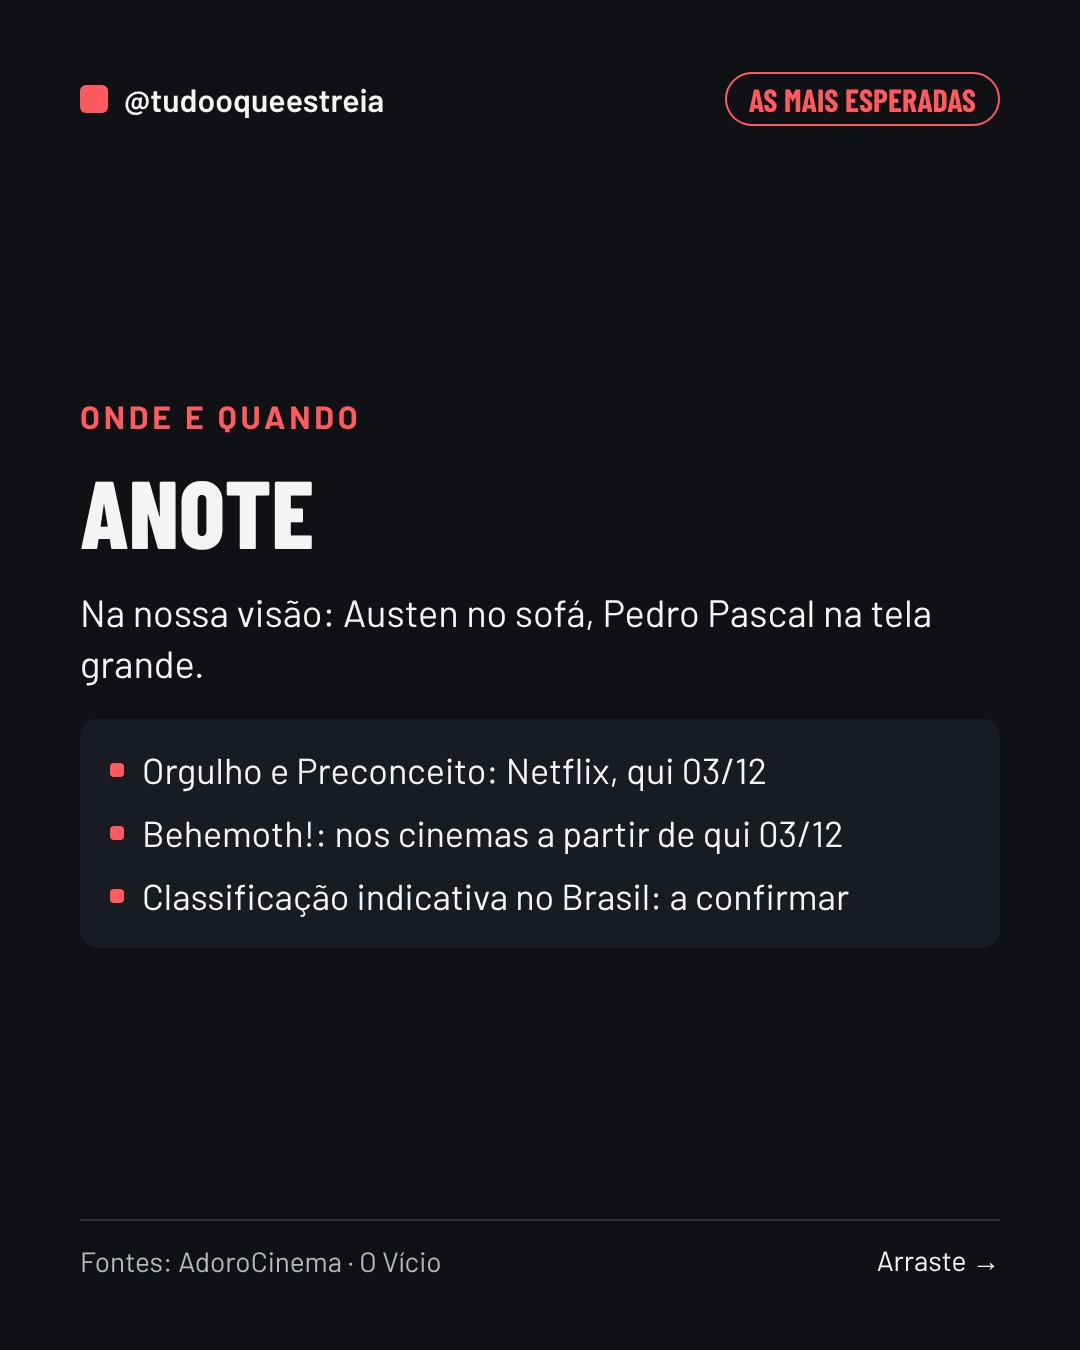 @tudooqueestreia
AS MAIS ESPERADAS
ONDE E QUANDO
ANOTE
Na nossa visão: Austen no sofá, Pedro Pascal na tela
grande.
Orgulho e Preconceito: Netflix, qui 03/12
Behemoth!: nos cinemas a partir de qui 03/12
Classificação indicativa no Brasil: a confirmar
Fontes: AdoroCinema · O Vício
Arraste →